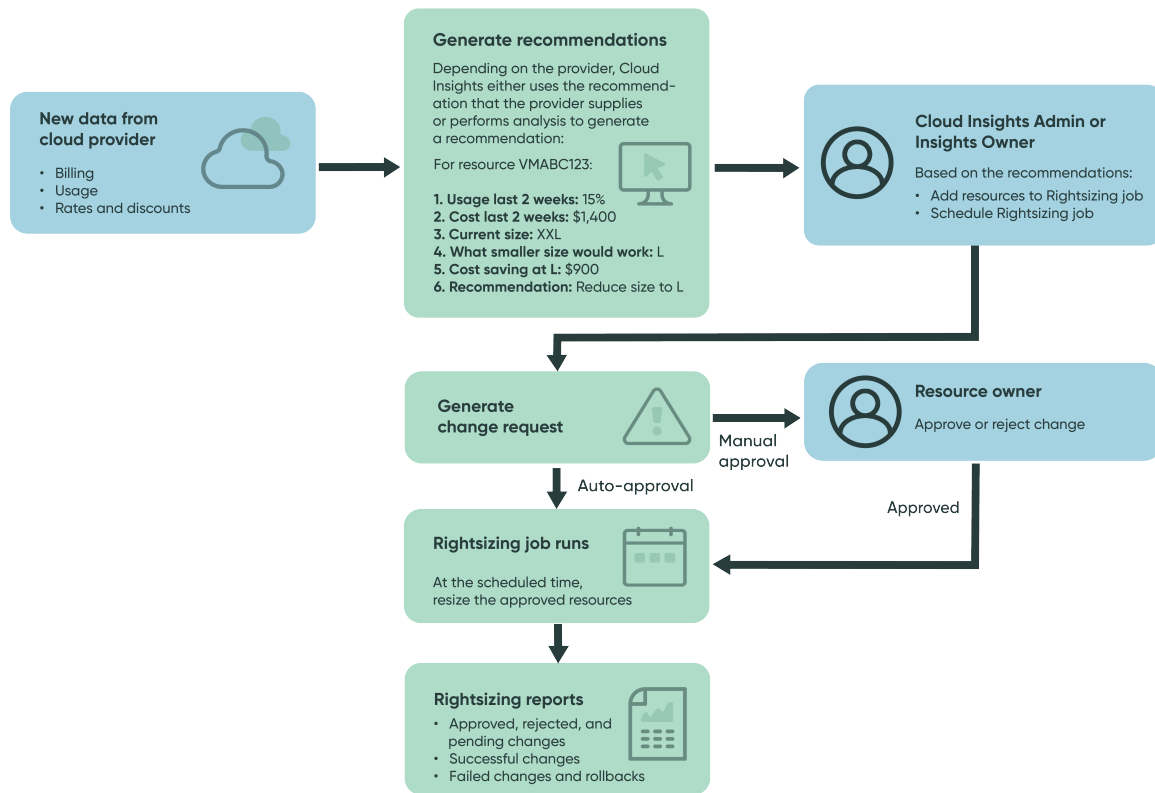 New data from
cloud provider
• Billing
• Usage
• Rates and discounts
Generate recommendations
Depending on the provider, Cloud
Insights either uses the recommend-
ation that the provider supplies
or performs analysis to generate
a recommendation:
For resource VMABC123:
1. Usage last 2 weeks: 15%
2. Cost last 2 weeks: $1,400
3. Current size: XXL
4. What smaller size would work: L
5. Cost saving at L: $900
6. Recommendation: Reduce size to L
Cloud Insights Admin or
Insights Owner
Based on the recommendations:
• Add resources to Rightsizing job
• Schedule Rightsizing job
Generate
change request
Manual
approval
Resource owner
Approve or reject change
Auto-approval
Approved
Rightsizing job runs
At the scheduled time,
resize the approved resources
Rightsizing reports
• Approved, rejected, and
pending changes
• Successful changes
• Failed changes and rollbacks